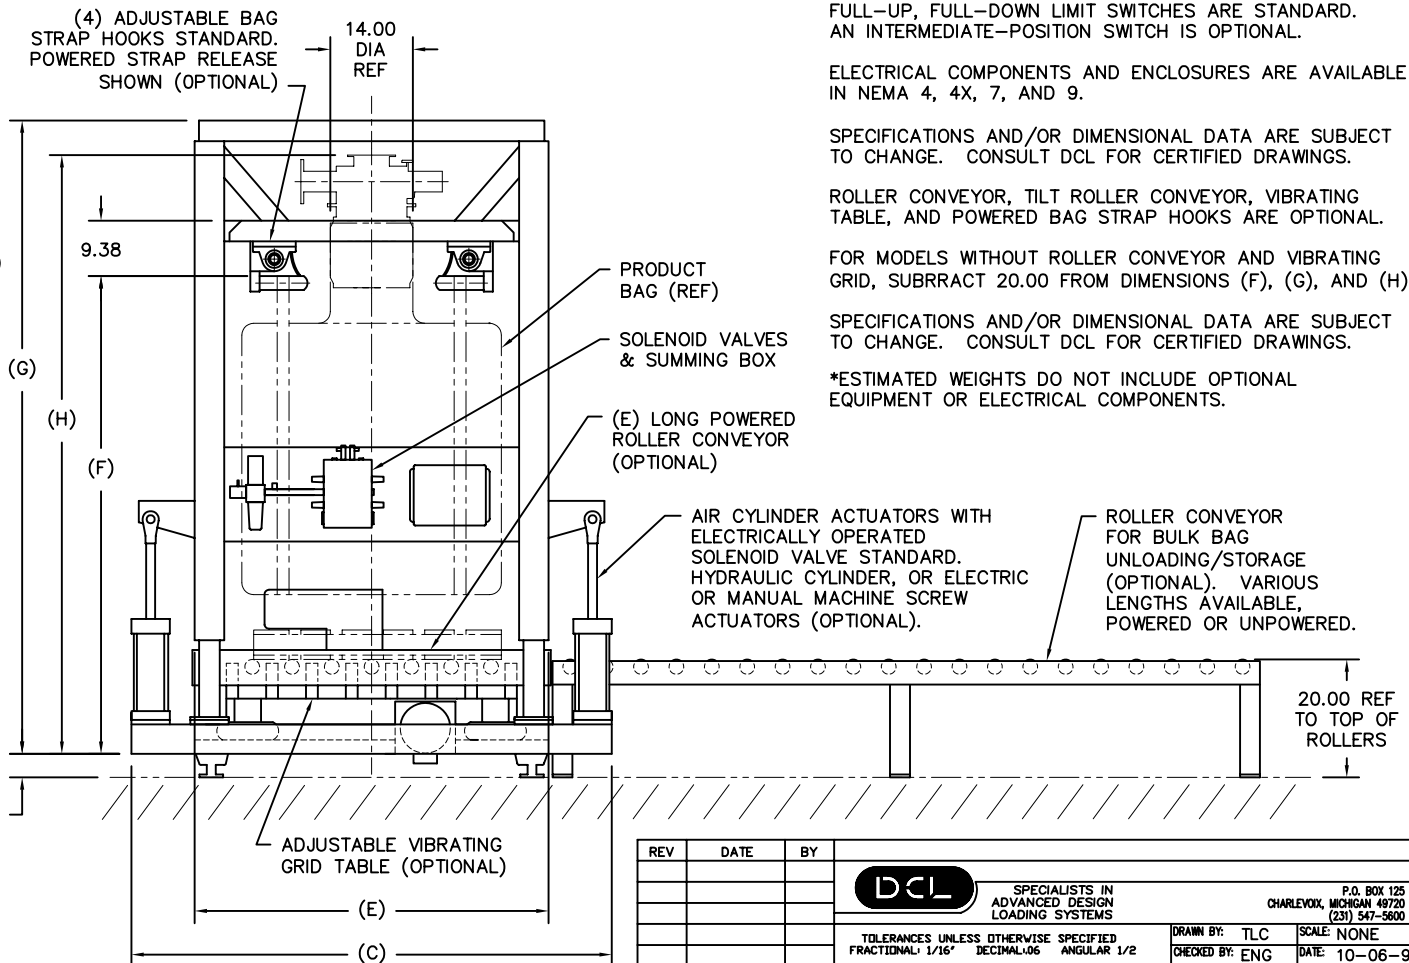 (4) ADJUSTABLE BAG
STRAP HOOKS STANDARD.
POWERED STRAP RELEASE
SHOWN (OPTIONAL)
14.00
DIA
REF
9.38
(G)
(H)
(F)
PRODUCT
BAG (REF)
SOLENOID VALVES
& SUMMING BOX
(E) LONG POWERED
ROLLER CONVEYOR
(OPTIONAL)
AIR CYLINDER ACTUATORS WITH
ELECTRICALLY OPERATED
SOLENOID VALVE STANDARD.
HYDRAULIC CYLINDER, OR ELECTRIC
OR MANUAL MACHINE SCREW
ACTUATORS (OPTIONAL).
ROLLER CONVEYOR
FOR BULK BAG
UNLOADING/STORAGE
(OPTIONAL).  VARIOUS
LENGTHS AVAILABLE,
POWERED OR UNPOWERED.
20.00 REF
TO TOP OF
ROLLERS
ADJUSTABLE VIBRATING
GRID TABLE (OPTIONAL)
(E)
(C)
FULL-UP, FULL-DOWN LIMIT SWITCHES ARE STANDARD.
AN INTERMEDIATE-POSITION SWITCH IS OPTIONAL.
ELECTRICAL COMPONENTS AND ENCLOSURES ARE AVAILABLE
IN NEMA 4, 4X, 7, AND 9.
SPECIFICATIONS AND/OR DIMENSIONAL DATA ARE SUBJECT
TO CHANGE.  CONSULT DCL FOR CERTIFIED DRAWINGS.
ROLLER CONVEYOR, TILT ROLLER CONVEYOR, VIBRATING
TABLE, AND POWERED BAG STRAP HOOKS ARE OPTIONAL.
FOR MODELS WITHOUT ROLLER CONVEYOR AND VIBRATING
GRID, SUBRRACT 20.00 FROM DIMENSIONS (F), (G), AND (H)
SPECIFICATIONS AND/OR DIMENSIONAL DATA ARE SUBJECT
TO CHANGE.  CONSULT DCL FOR CERTIFIED DRAWINGS.
*ESTIMATED WEIGHTS DO NOT INCLUDE OPTIONAL
EQUIPMENT OR ELECTRICAL COMPONENTS.
REV DATE BY
DCL
SPECIALISTS IN
ADVANCED DESIGN
LOADING SYSTEMS
P.O. BOX 125
CHARLEVOIX, MICHIGAN 49720
(231) 547-5600
TOLERANCES UNLESS OTHERWISE SPECIFIED
FRACTIONAL: 1/16" DECIMAL:.06 ANGULAR 1/2
DRAWN BY: TLC SCALE: NONE
CHECKED BY: ENG DATE: 10-06-9